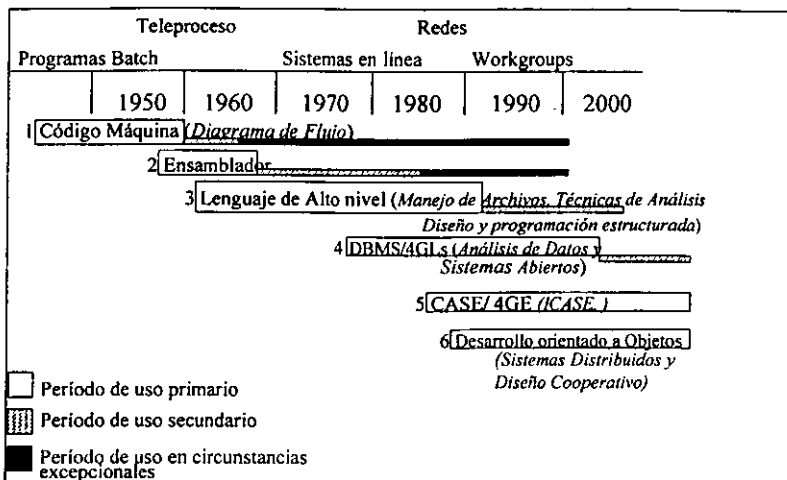 Teleproceso Redes
Programas Batch Sistemas en línea Workgroups
1950 1960 1970 1980 1990 2000
1 Código Máquina (Diagrama de Flujo)
2 Ensamblador
3 Lenguaje de Alto nivel (Manejo de Archivos, Técnicas de Análisis
Diseño y programación estructurada)
4 DBMS/4GLs (Análisis de Datos y
Sistemas Abiertos)
5 CASE/ 4GE (ICASE, )
6 Desarrollo orientado a Objetos
(Sistemas Distribuidos y
Diseño Cooperativo)
Período de uso primario
Período de uso secundario
Período de uso en circunstancias
excepcionales